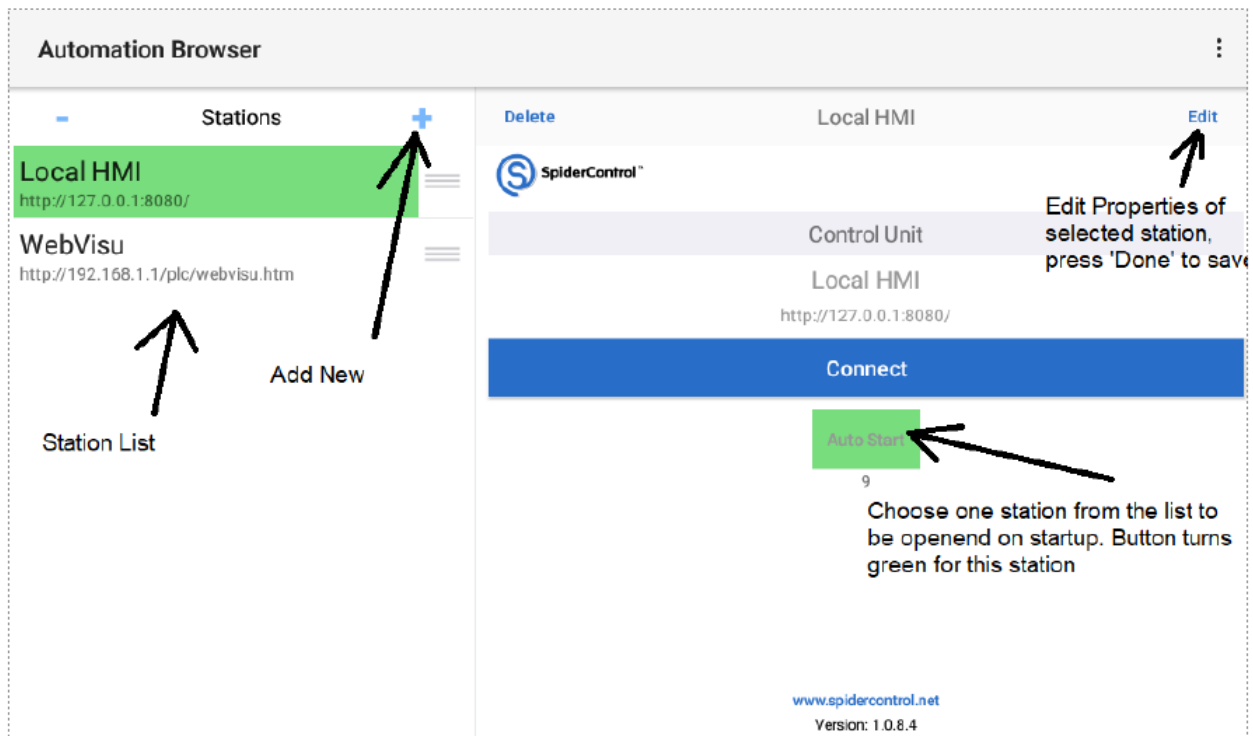 Automation Browser
- Stations +
Delete Local HMI Edit
Local HMI
http://127.0.0.1:8080/
WebVisu
http://192.168.1.1/plc/webvisu.htm
Add New
Station List
S SpiderControl™
Edit Properties of
selected station,
press 'Done' to save
Control Unit
Local HMI
http://127.0.0.1:8080/
Connect
Auto Start
9
Choose one station from the list to
be openend on startup. Button turns
green for this station
www.spidercontrol.net
Version: 1.0.8.4